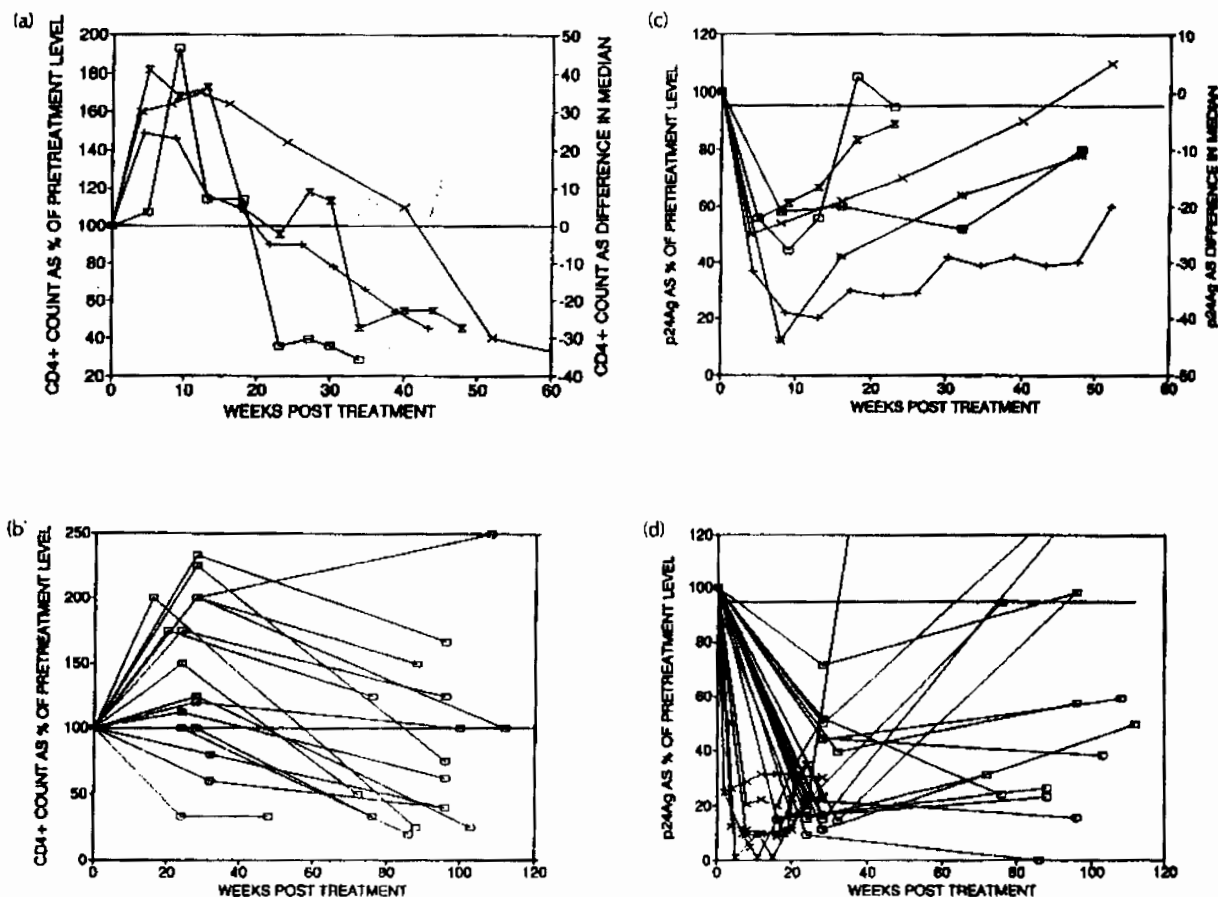 (a)
CD4+ COUNT AS % OF PRETREATMENT LEVEL
200
180
160
140
120
100
80
60
40
20
50
40
30
20
10
0
-10
-20
-30
-40
CD4+ COUNT AS DIFFERENCE IN MEDIAN
0 10 20 30 40 50 60
WEEKS POST TREATMENT
(c)
p24Ag AS % OF PRETREATMENT LEVEL
120
100
80
60
40
20
0
10
0
-10
-20
-30
-40
-50
p24Ag AS DIFFERENCE IN MEDIAN
0 10 20 30 40 50 60
WEEKS POST TREATMENT
(b)
CD4+ COUNT AS % OF PRETREATMENT LEVEL
250
200
150
100
50
0
0 20 40 60 80 100 120
WEEKS POST TREATMENT
(d)
p24Ag AS % OF PRETREATMENT LEVEL
120
100
80
60
40
20
0
0 20 40 60 80 100 120
WEEKS POST TREATMENT